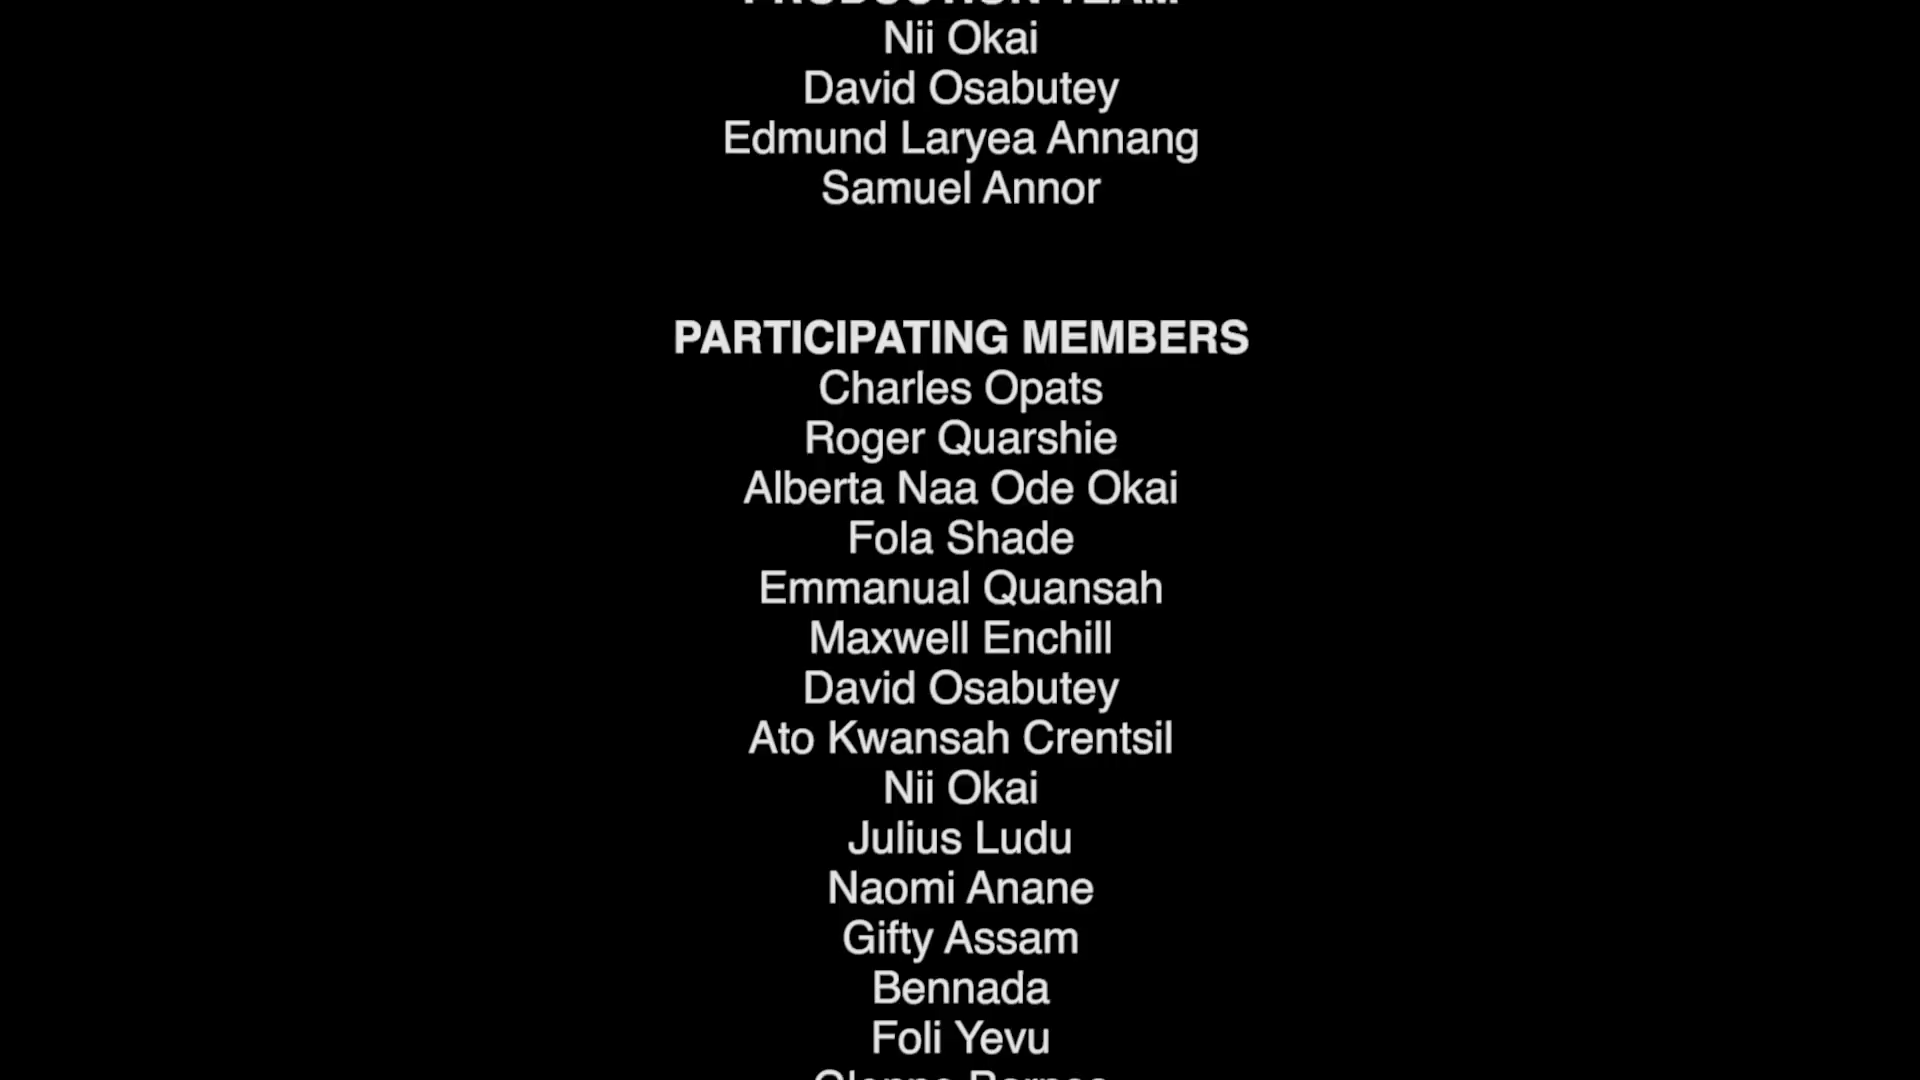 PRODUCTION TEAM
Nii Okai
David Osabutey
Edmund Laryea Annang
Samuel Annor
PARTICIPATING MEMBERS
Charles Opats
Roger Quarshie
Alberta Naa Ode Okai
Fola Shade
Emmanual Quansah
Maxwell Enchill
David Osabutey
Ato Kwansah Crentsil
Nii Okai
Julius Ludu
Naomi Anane
Gifty Assam
Bennada
Foli Yevu